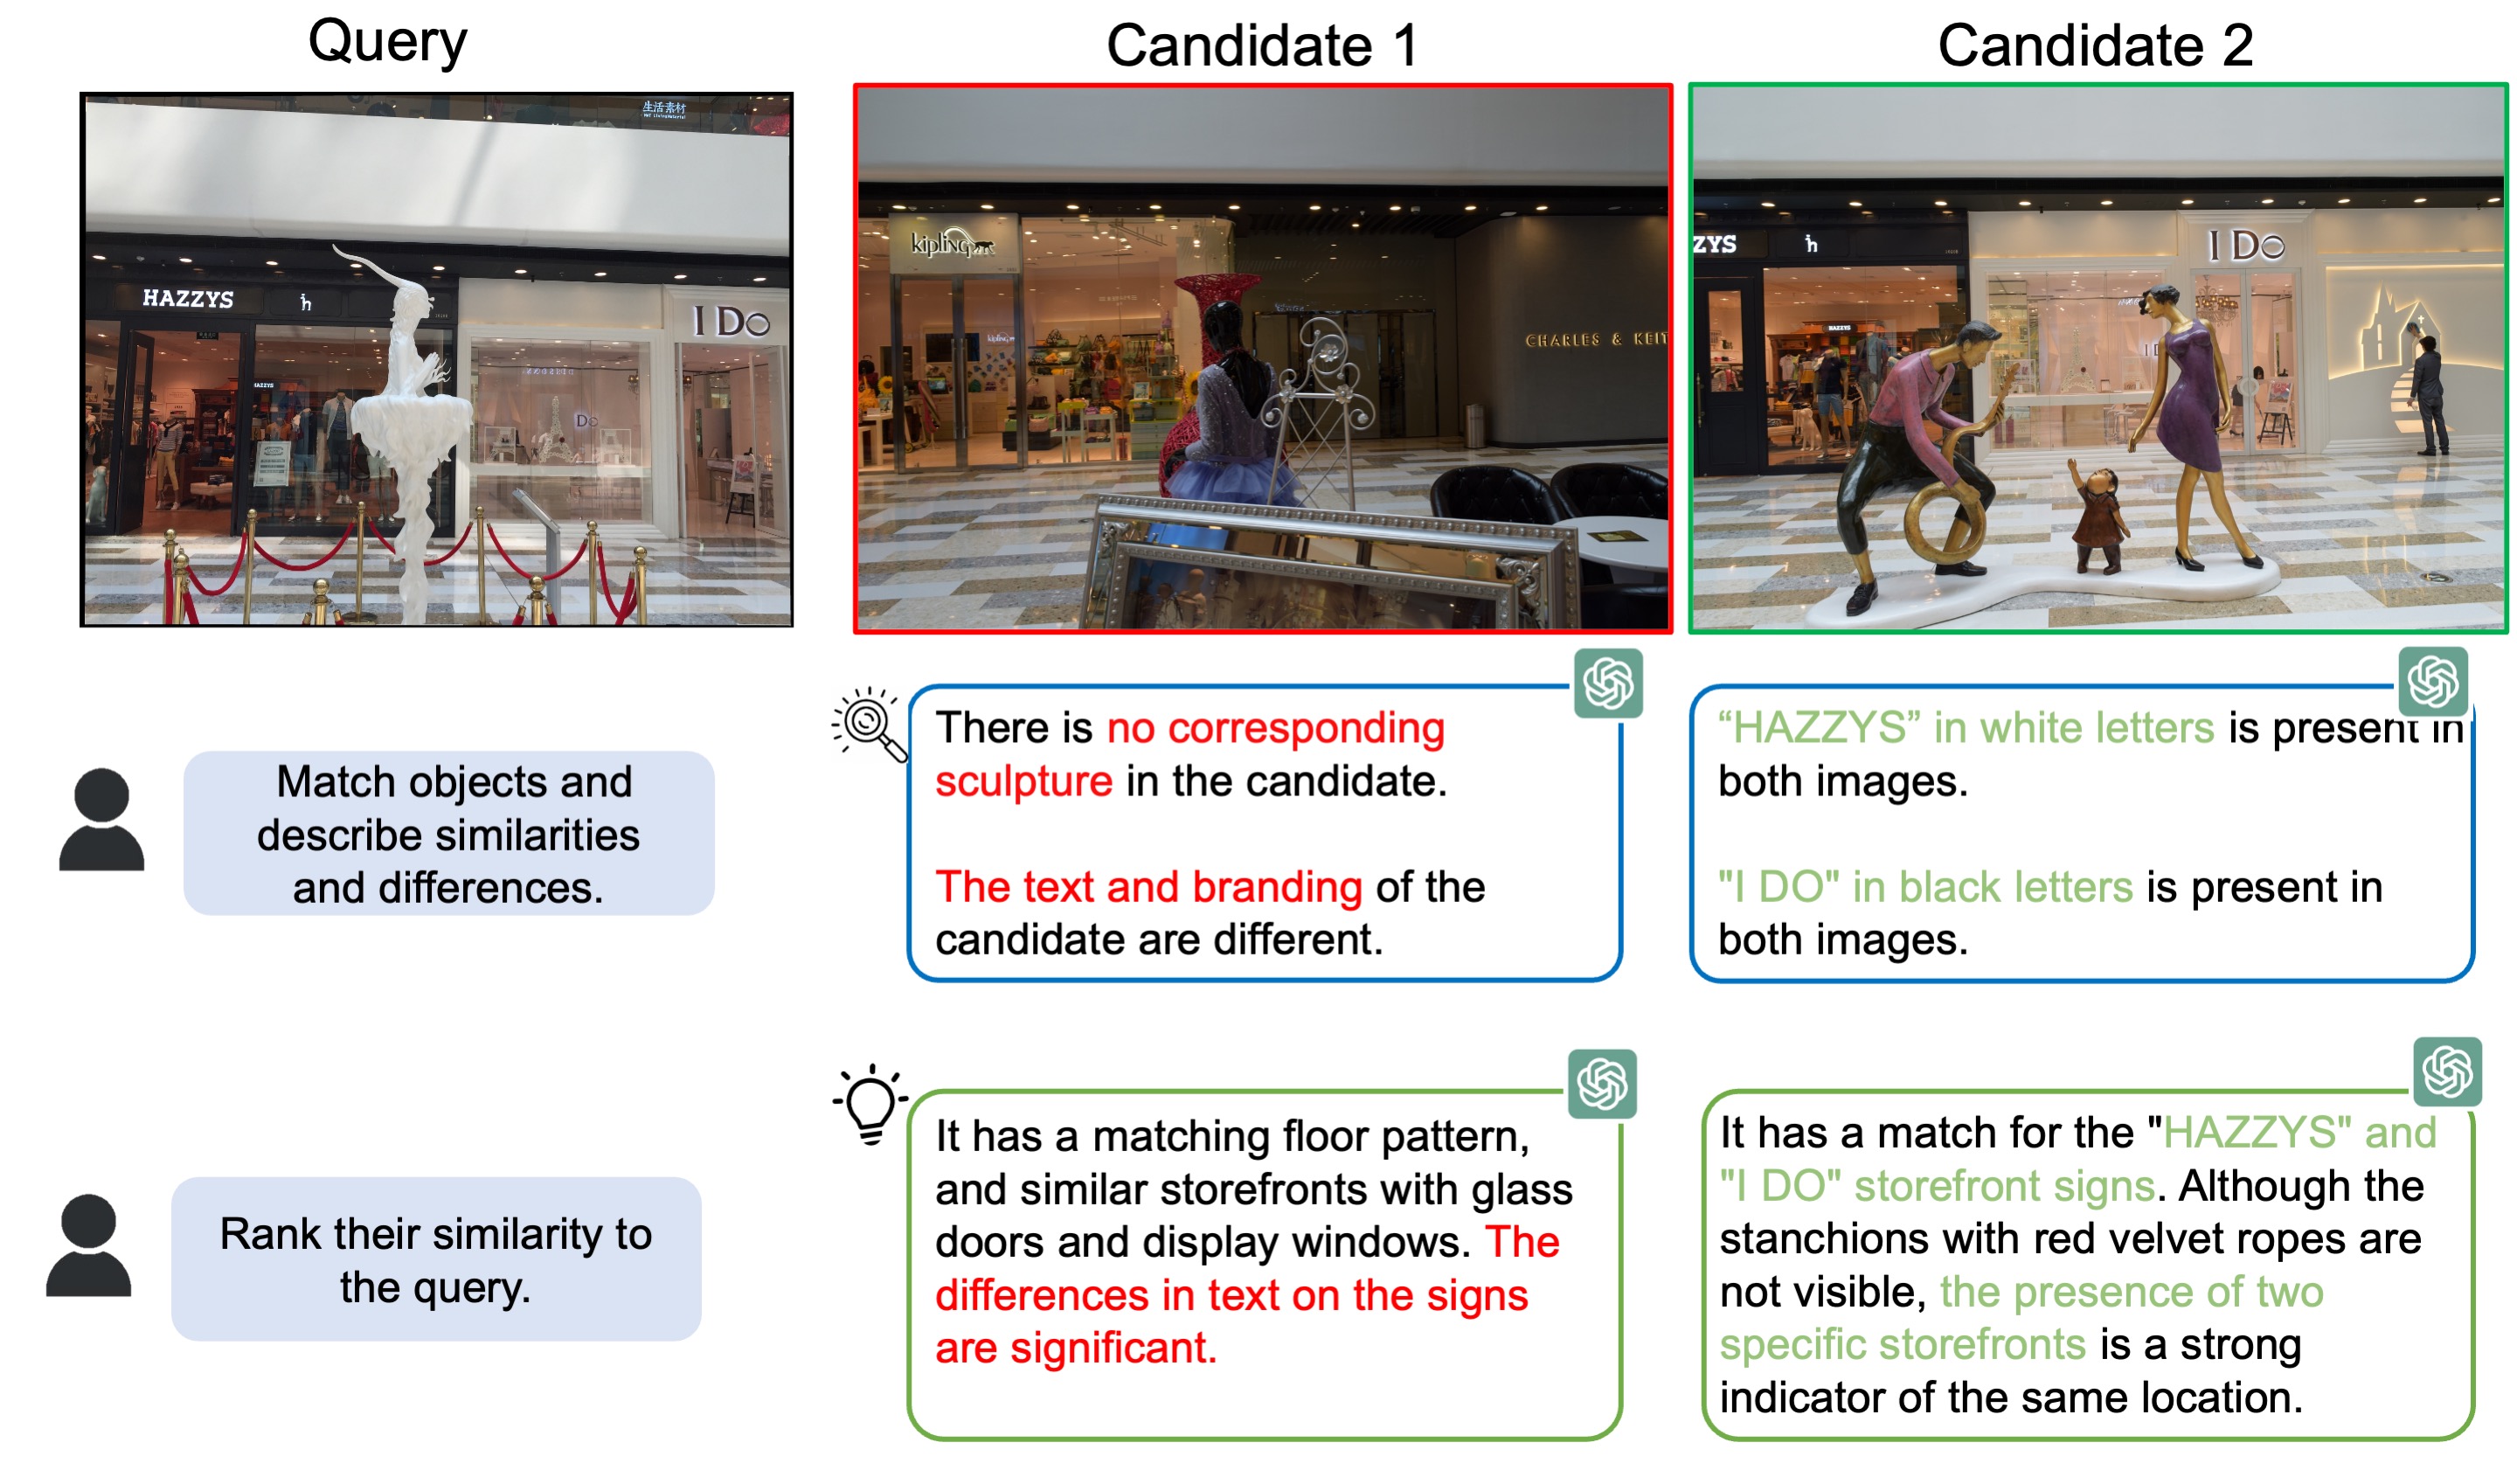 Query
Candidate 1
Candidate 2
生活素材
HAZZYS
ħ
I Do
HAZZYS
Do
kipling
kipling
CHARLES & KEIT
ZYS
ħ
I Do
HAZZYS
Match objects and
describe similarities
and differences.
There is no corresponding
sculpture in the candidate.
The text and branding of the
candidate are different.
“HAZZYS” in white letters is present in
both images.
"I DO" in black letters is present in
both images.
Rank their similarity to
the query.
It has a matching floor pattern,
and similar storefronts with glass
doors and display windows. The
differences in text on the signs
are significant.
It has a match for the "HAZZYS" and
"I DO" storefront signs. Although the
stanchions with red velvet ropes are
not visible, the presence of two
specific storefronts is a strong
indicator of the same location.